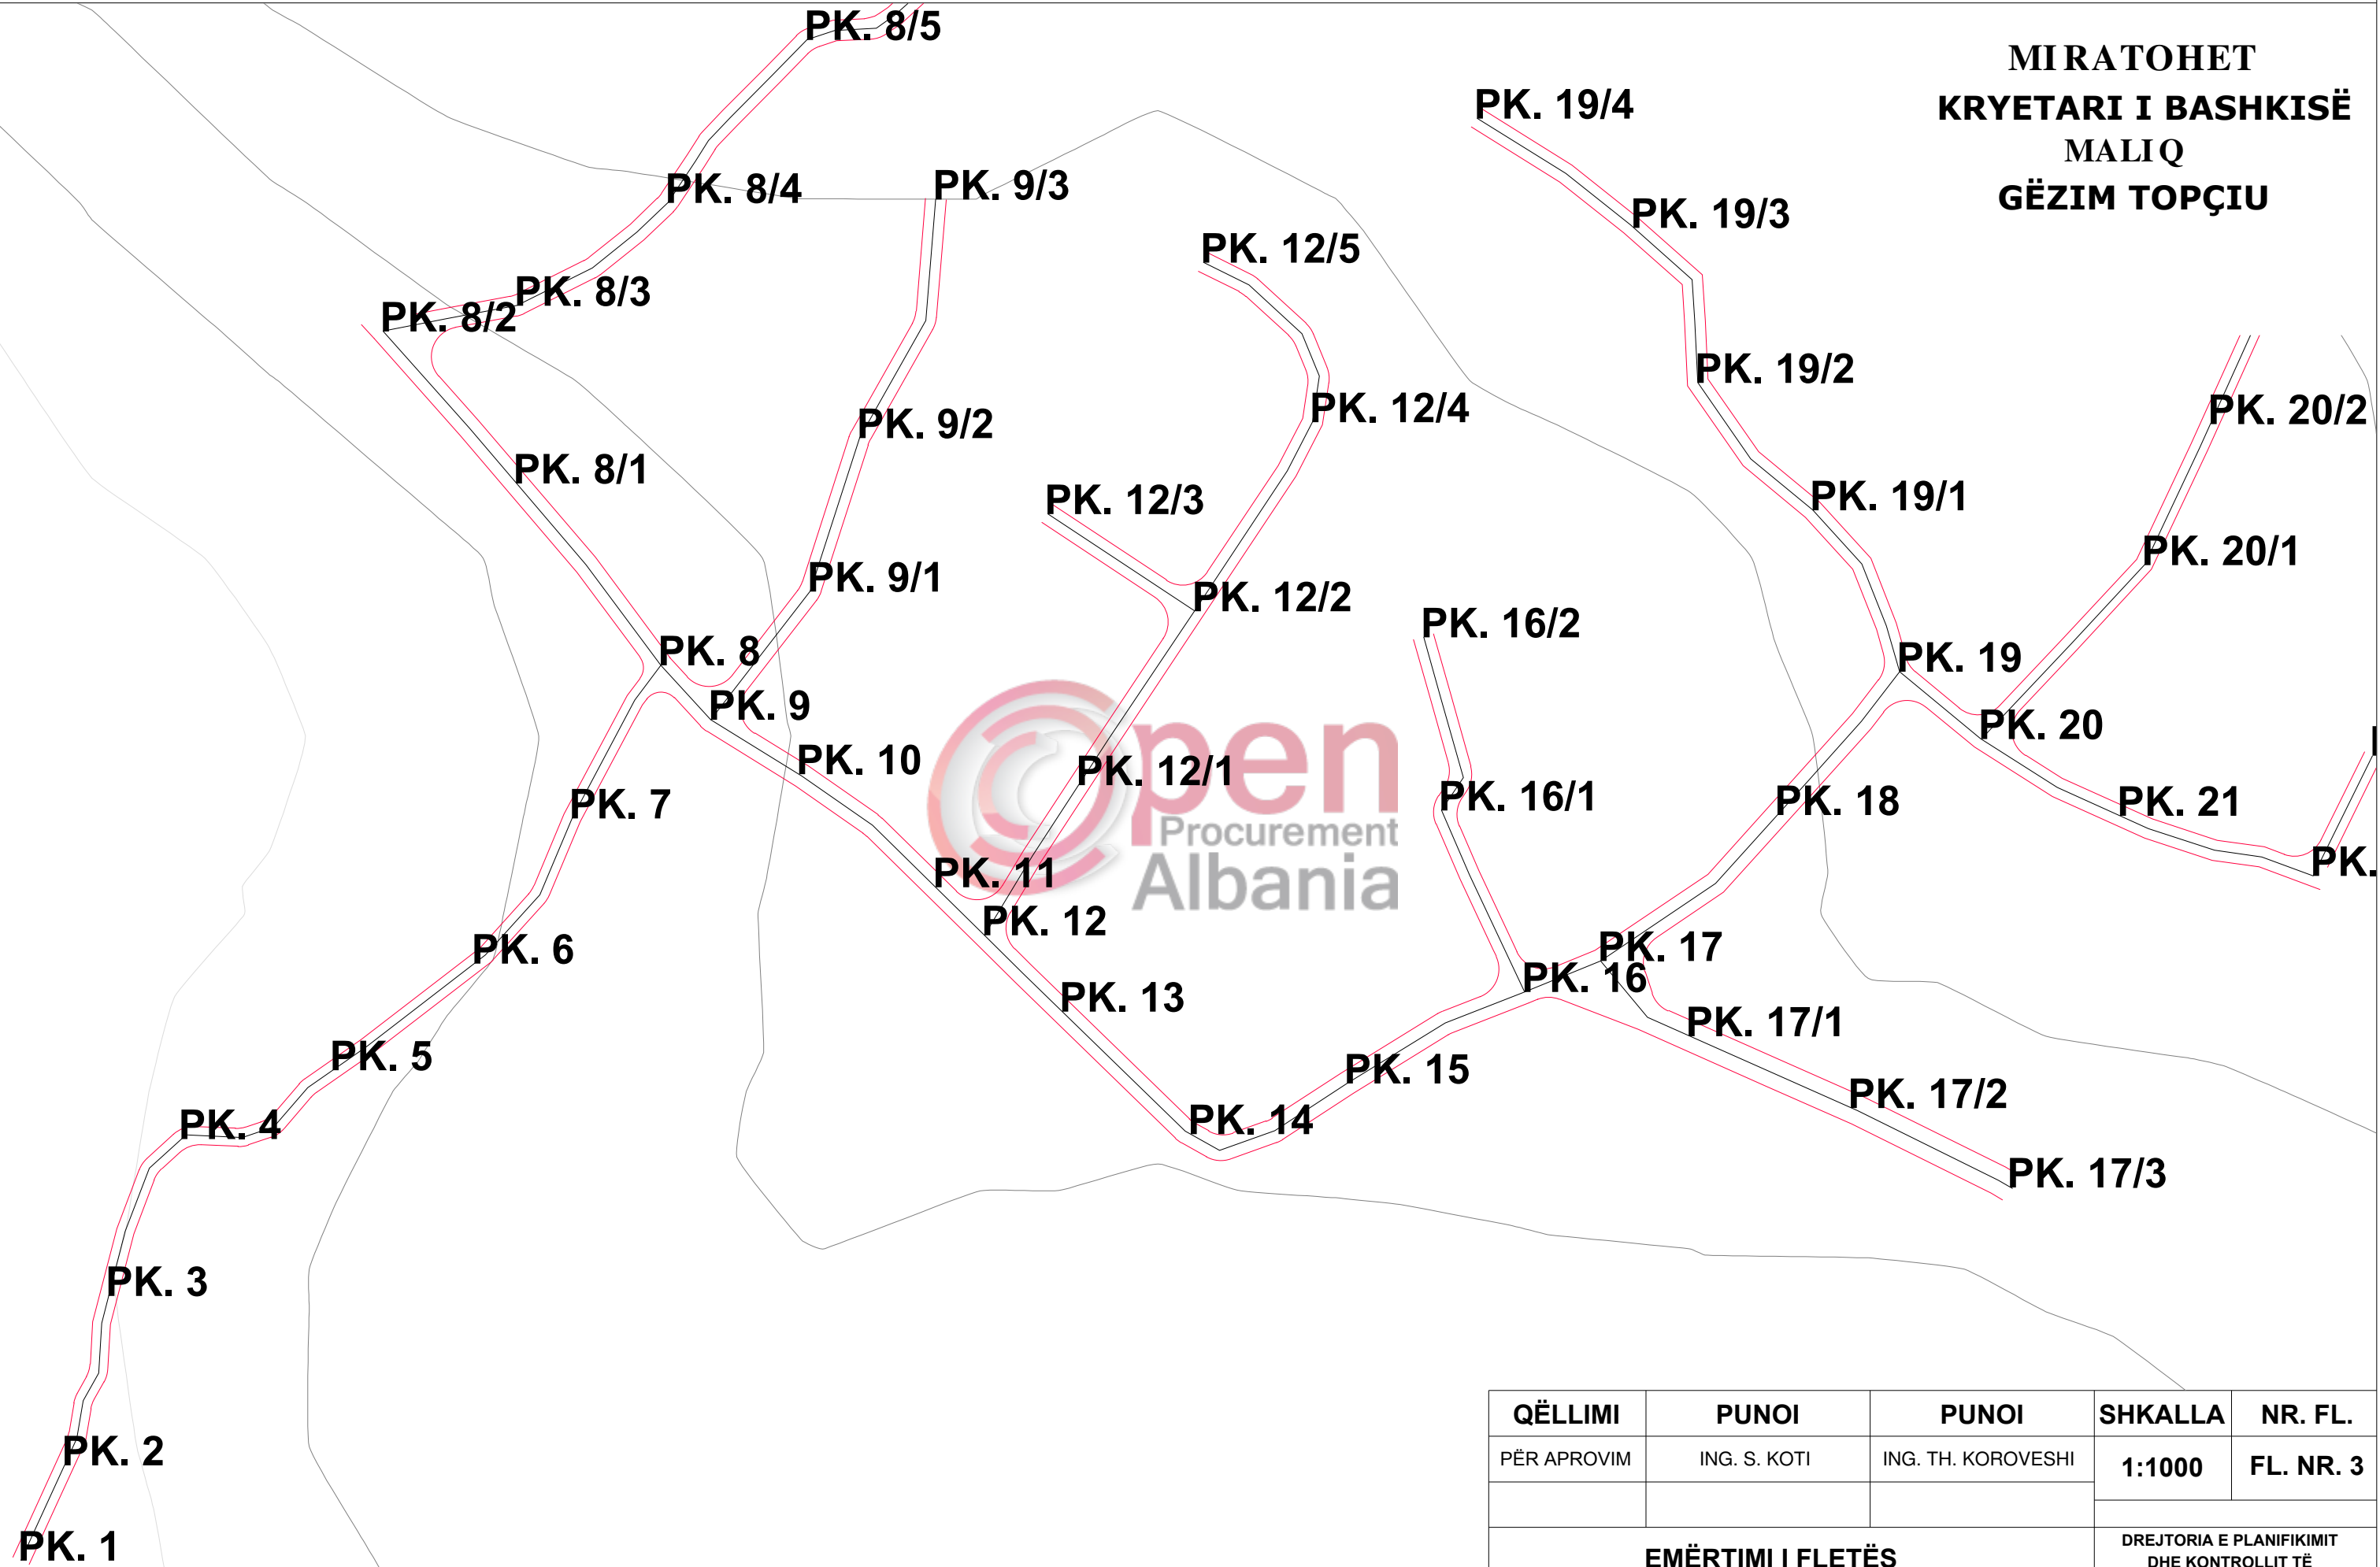 PK. 8/5
MIRATOHET
KRYETARI I BASHKISË
MALIQ
GËZIM TOPÇIU
PK. 19/4
PK. 8/4
PK. 9/3
PK. 19/3
PK. 12/5
PK. 8/3
PK. 8/2
PK. 19/2
PK. 12/4
PK. 20/2
PK. 9/2
PK. 8/1
PK. 12/3
PK. 19/1
PK. 20/1
PK. 9/1
PK. 12/2
PK. 16/2
PK. 8
PK. 19
PK. 9
PK. 20
PK. 10
PK. 12/1
PK. 16/1
PK. 7
PK. 18
PK. 21
Open
Procurement
Albania
PK.
PK. 11
PK. 12
PK. 6
PK. 17
PK. 16
PK. 13
PK. 17/1
PK. 5
PK. 15
PK. 17/2
PK. 4
PK. 14
PK. 17/3
PK. 3
PK. 2
PK. 1
QËLLIMI PUNOI PUNOI SHKALLA NR. FL.
PËR APROVIM ING. S. KOTI ING. TH. KOROVESHI 1:1000 FL. NR. 3
EMËRTIMI I FLETËS
DREJTORIA E PLANIFIKIMIT
DHE KONTROLLIT TË